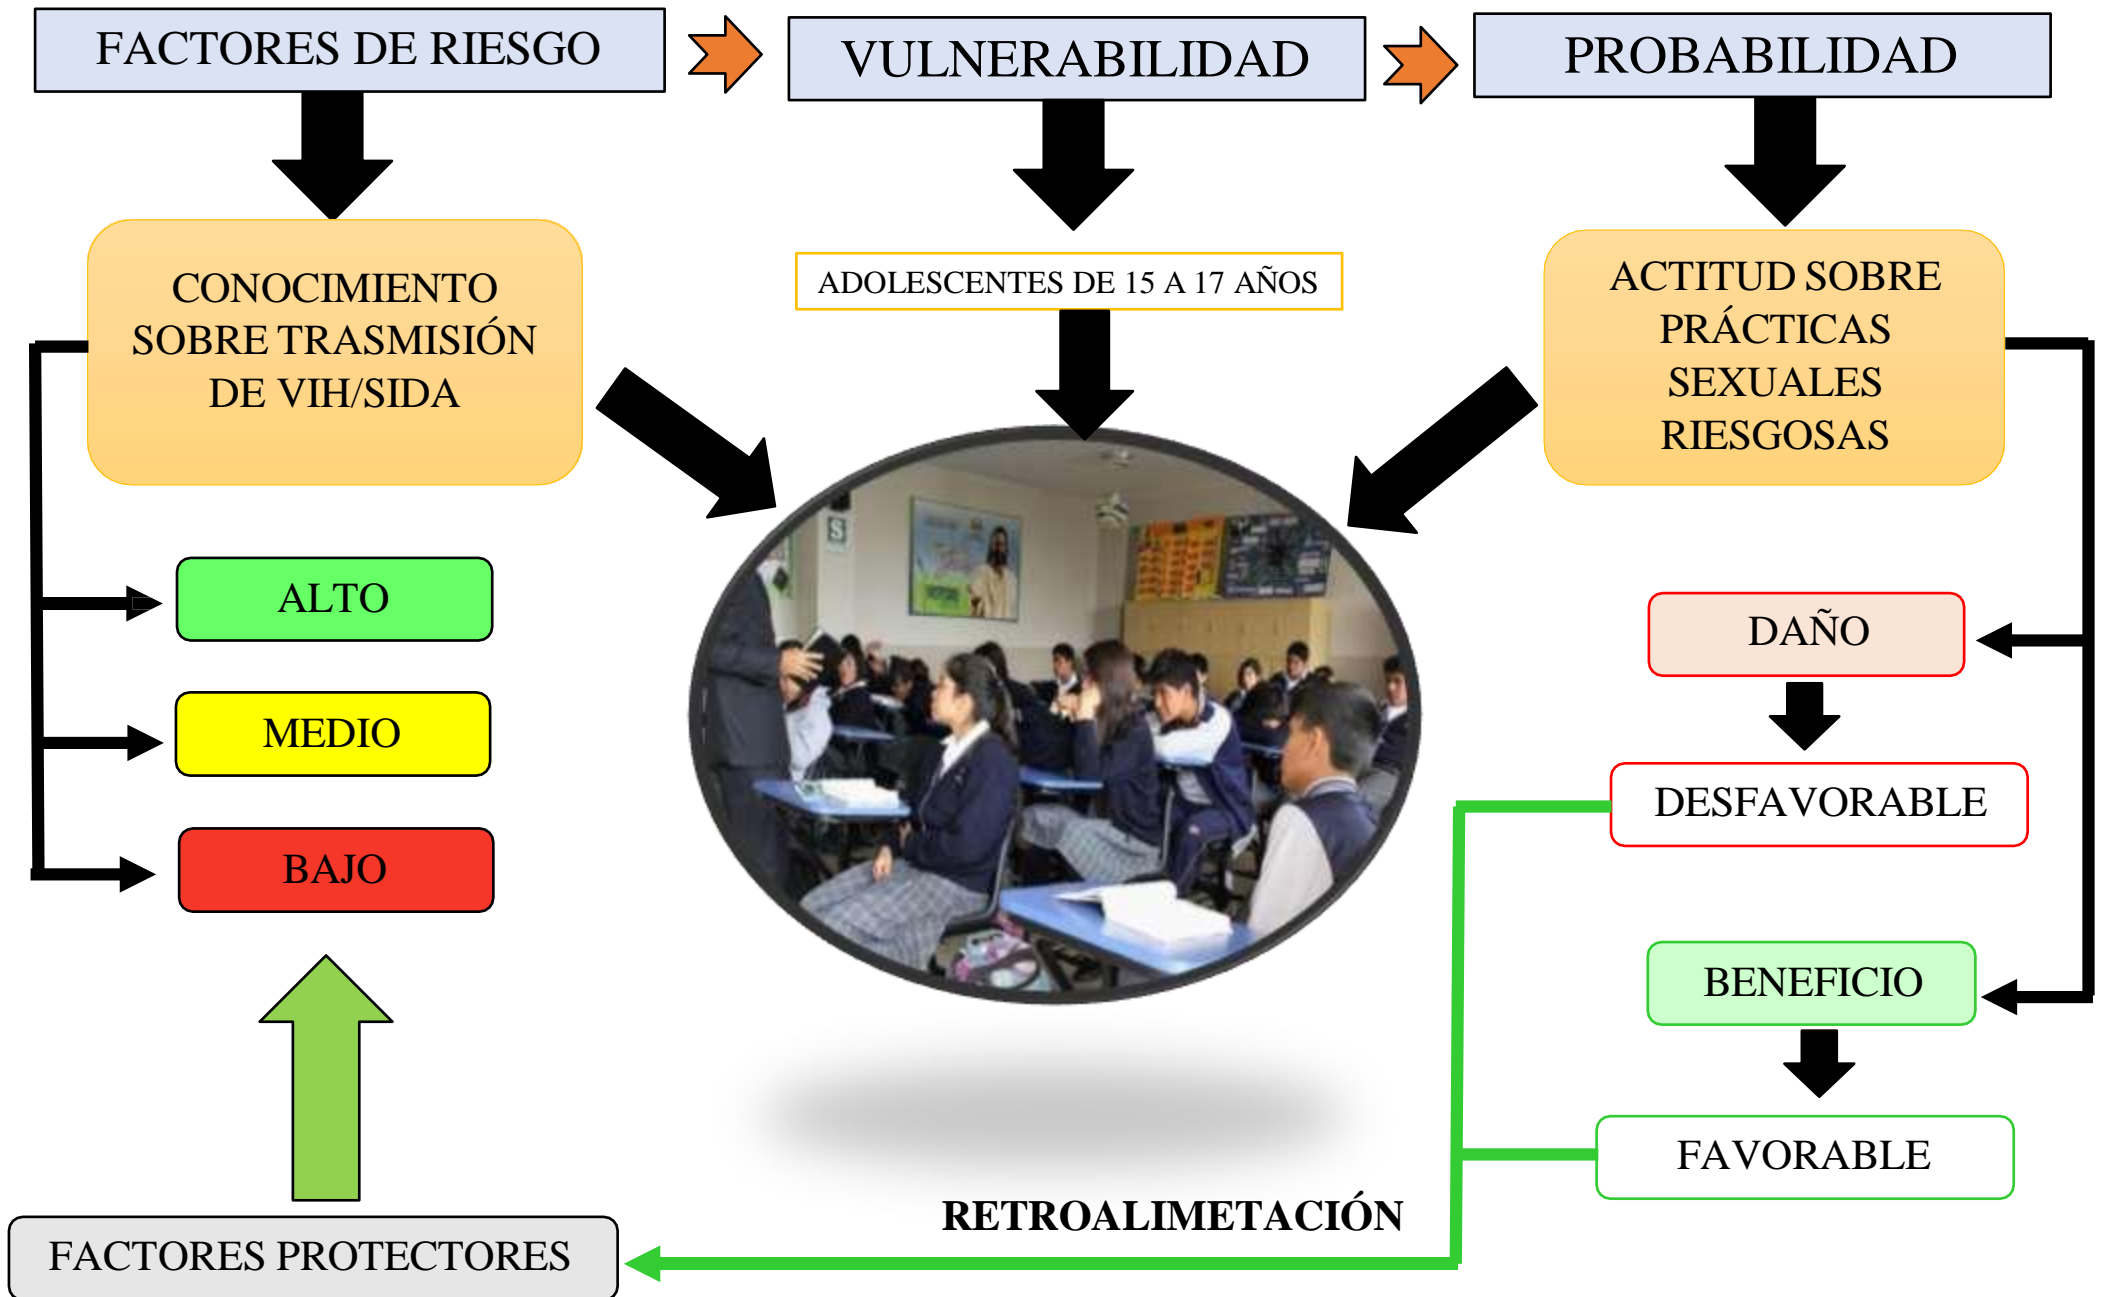 FACTORES DE RIESGO
VULNERABILIDAD
PROBABILIDAD
CONOCIMIENTO
SOBRE TRASMISIÓN
DE VIH/SIDA
ADOLESCENTES DE 15 A 17 AÑOS
ACTITUD SOBRE
PRÁCTICAS
SEXUALES
RIESGOSAS
S
ALTO
MEDIO
BAJO
DAÑO
DESFAVORABLE
BENEFICIO
FAVORABLE
RETROALIMETACIÓN
FACTORES PROTECTORES